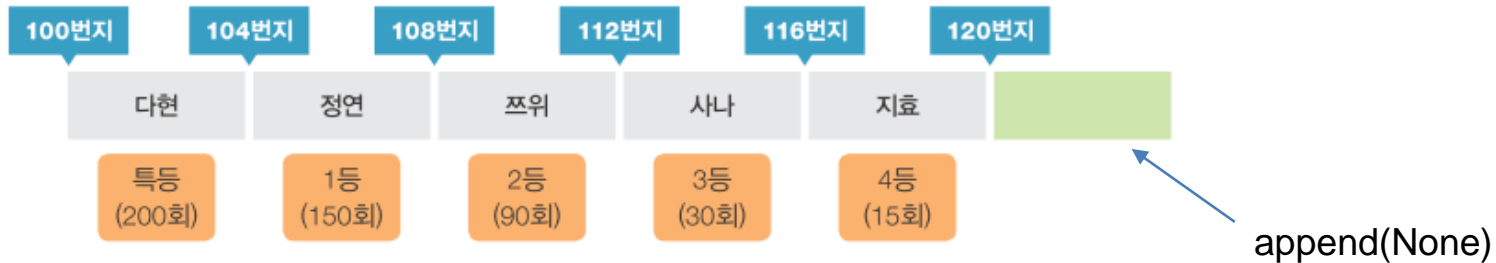 100번지 104번지 108번지 112번지 116번지 120번지
다현 정연 쯔위 사나 지효
특등 1등 2등 3등 4등
(200회) (150회) (90회) (30회) (15회)
append(None)